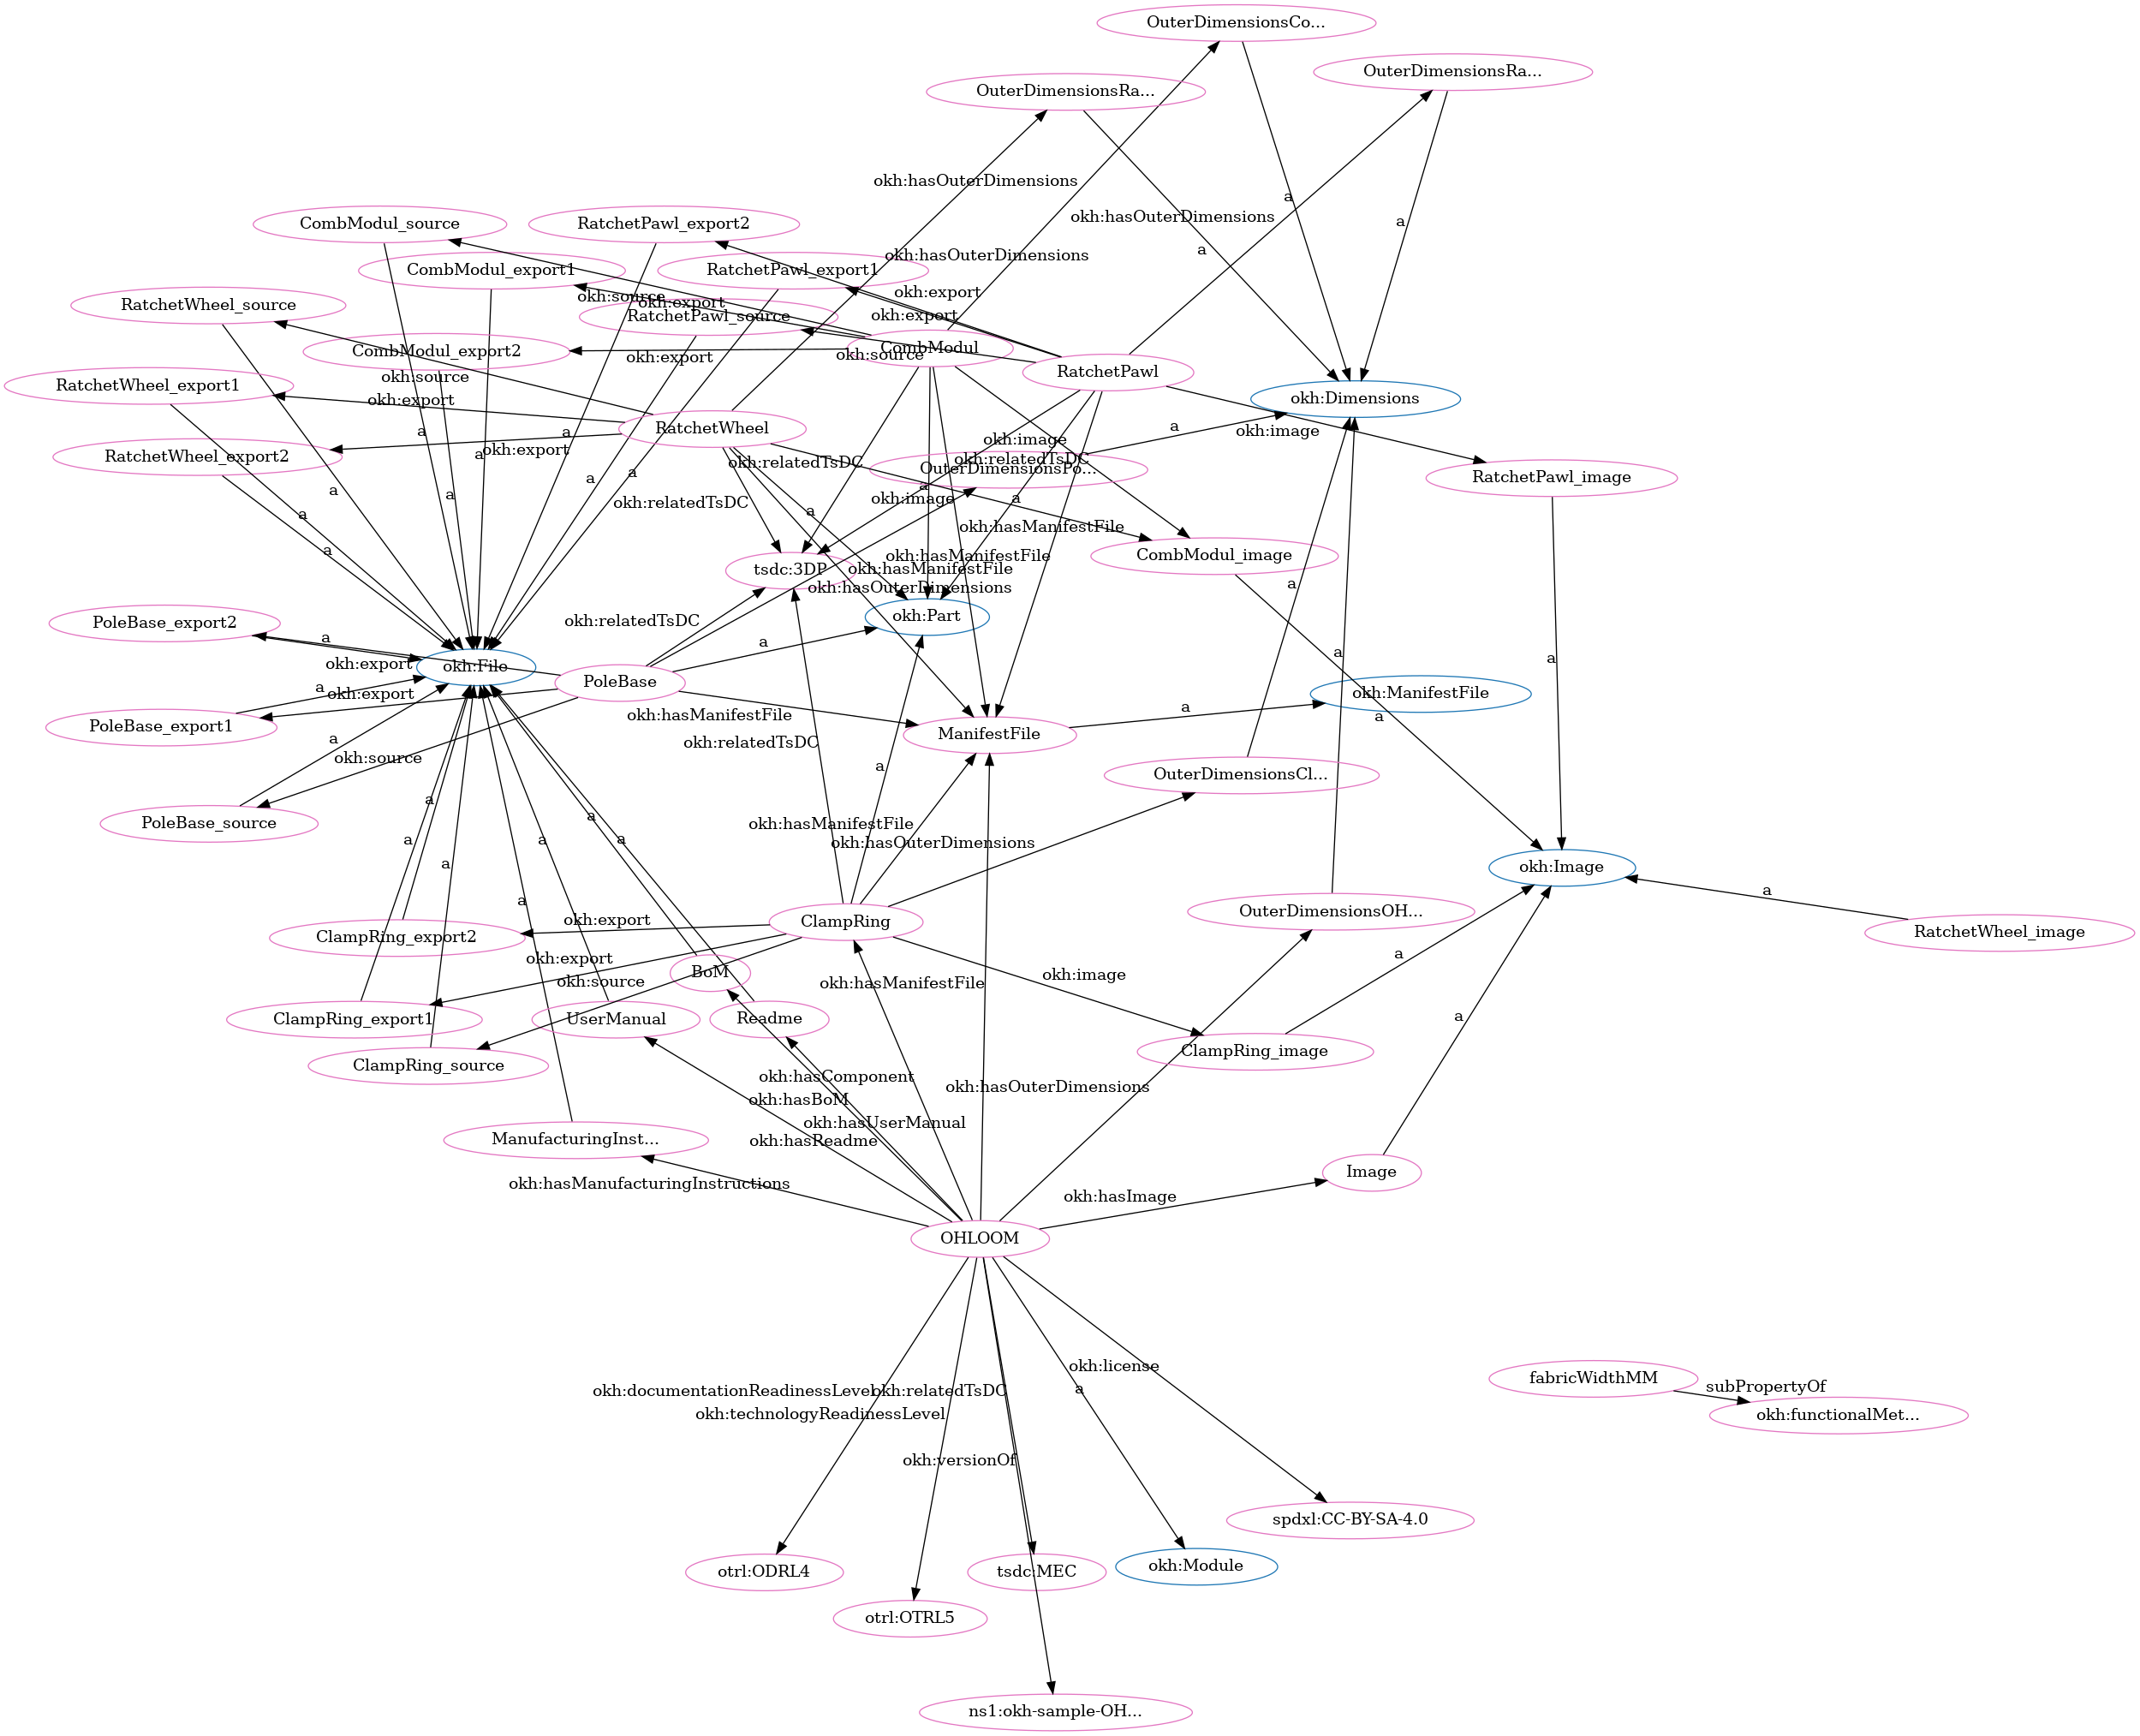 OuterDimensionsCo...
OuterDimensionsRa...
OuterDimensionsRa...
okh:hasOuterDimensions
a
okh:hasOuterDimensions
a
CombModul_source
RatchetPawl_export2
a
okh:hasOuterDimensions
CombModul_export1
RatchetPawl_export1
okh:export
okh:source
okh:export
RatchetWheel_source
RatchetPawl_source
okh:export
CombModul_export2
okh:export
okh:source
CombModul
RatchetPawl
okh:source
RatchetWheel_export1
okh:export
okh:Dimensions
RatchetWheel
a
a
a
okh:image
okh:image
RatchetWheel_export2
a
okh:export
okh:relatedTsDC
okh:relatedTsDC
OuterDimensionsPo...
a
RatchetPawl_image
a
a
a
a
okh:relatedTsDC
okh:image
a
a
a
okh:hasManifestFile
a
okh:hasManifestFile
CombModul_image
tsdc:3DP
okh:hasManifestFile
a
okh:hasOuterDimensions
PoleBase_export2
okh:relatedTsDC
okh:Part
a
a
a
a
okh:export
okh:File
PoleBase
a
okh:export
okh:ManifestFile
PoleBase_export1
okh:hasManifestFile
a
a
ManifestFile
a
okh:source
okh:relatedTsDC
a
OuterDimensionsCl...
a
PoleBase_source
a
okh:hasManifestFile
a
a
a
a
okh:hasOuterDimensions
a
okh:Image
a
a
ClampRing_export2
okh:export
ClampRing
OuterDimensionsOH...
RatchetWheel_image
okh:export
a
BoM
okh:source
okh:hasManifestFile
okh:image
ClampRing_export1
UserManual
Readme
a
ClampRing_source
ClampRing_image
okh:hasComponent
okh:hasOuterDimensions
okh:hasBoM
okh:hasUserManual
ManufacturingInst...
okh:hasReadme
Image
okh:hasManufacturingInstructions
okh:hasImage
OHLOOM
okh:license
fabricWidthMM
okh:documentationReadinessLevel
okh:relatedTsDC
a
subPropertyOf
okh:technologyReadinessLevel
okh:functionalMet...
okh:versionOf
spdxl:CC-BY-SA-4.0
otrl:ODRL4
tsdc:MEC
okh:Module
otrl:OTRL5
ns1:okh-sample-OH...